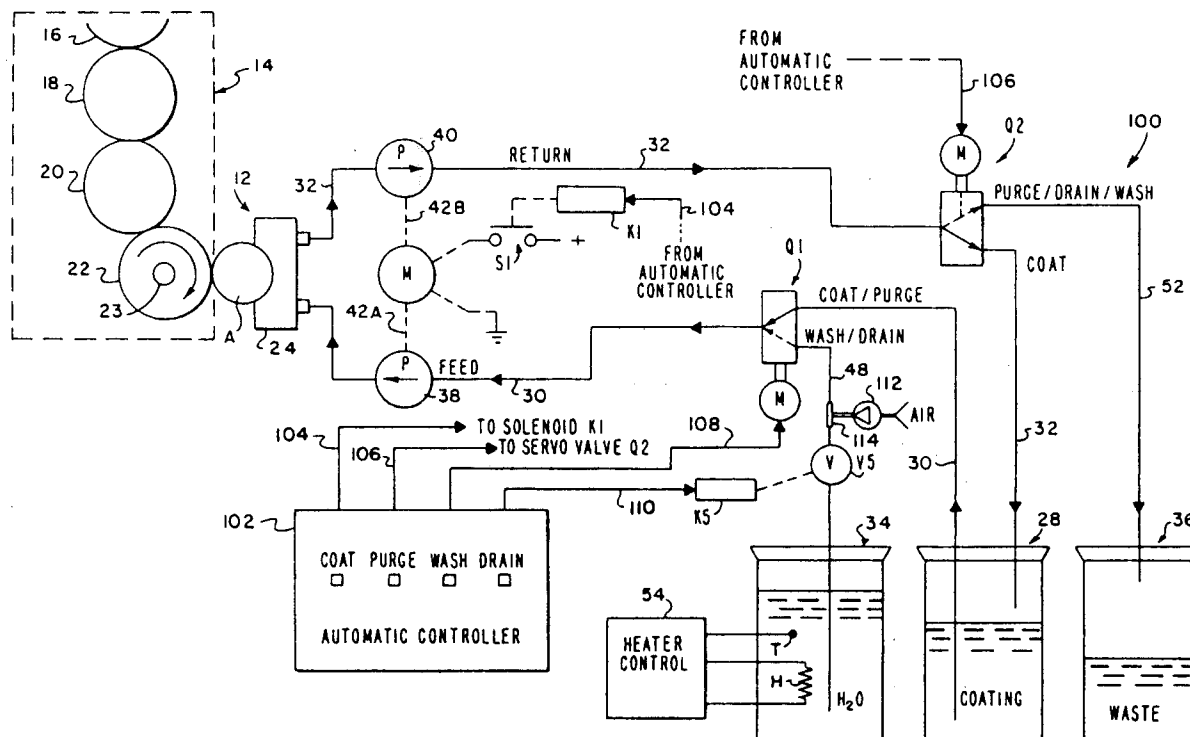 16
18
14
20
12
22
23
A
24
32
P
40
RETURN
32
42B
K1
104
S1
+
M
FROM
AUTOMATIC
CONTROLLER
42A
P
38
FEED
30
FROM
AUTOMATIC
CONTROLLER
106
Q2
M
100
PURGE/DRAIN/WASH
COAT
52
Q1
COAT/PURGE
WASH/DRAIN
48
112
AIR
M
114
V
V5
108
104
TO SOLENOID K1
106
TO SERVO VALVE Q2
110
K5
30
32
102
COAT PURGE WASH DRAIN
AUTOMATIC CONTROLLER
54
HEATER
CONTROL
T
H
34
H2O
28
COATING
36
WASTE